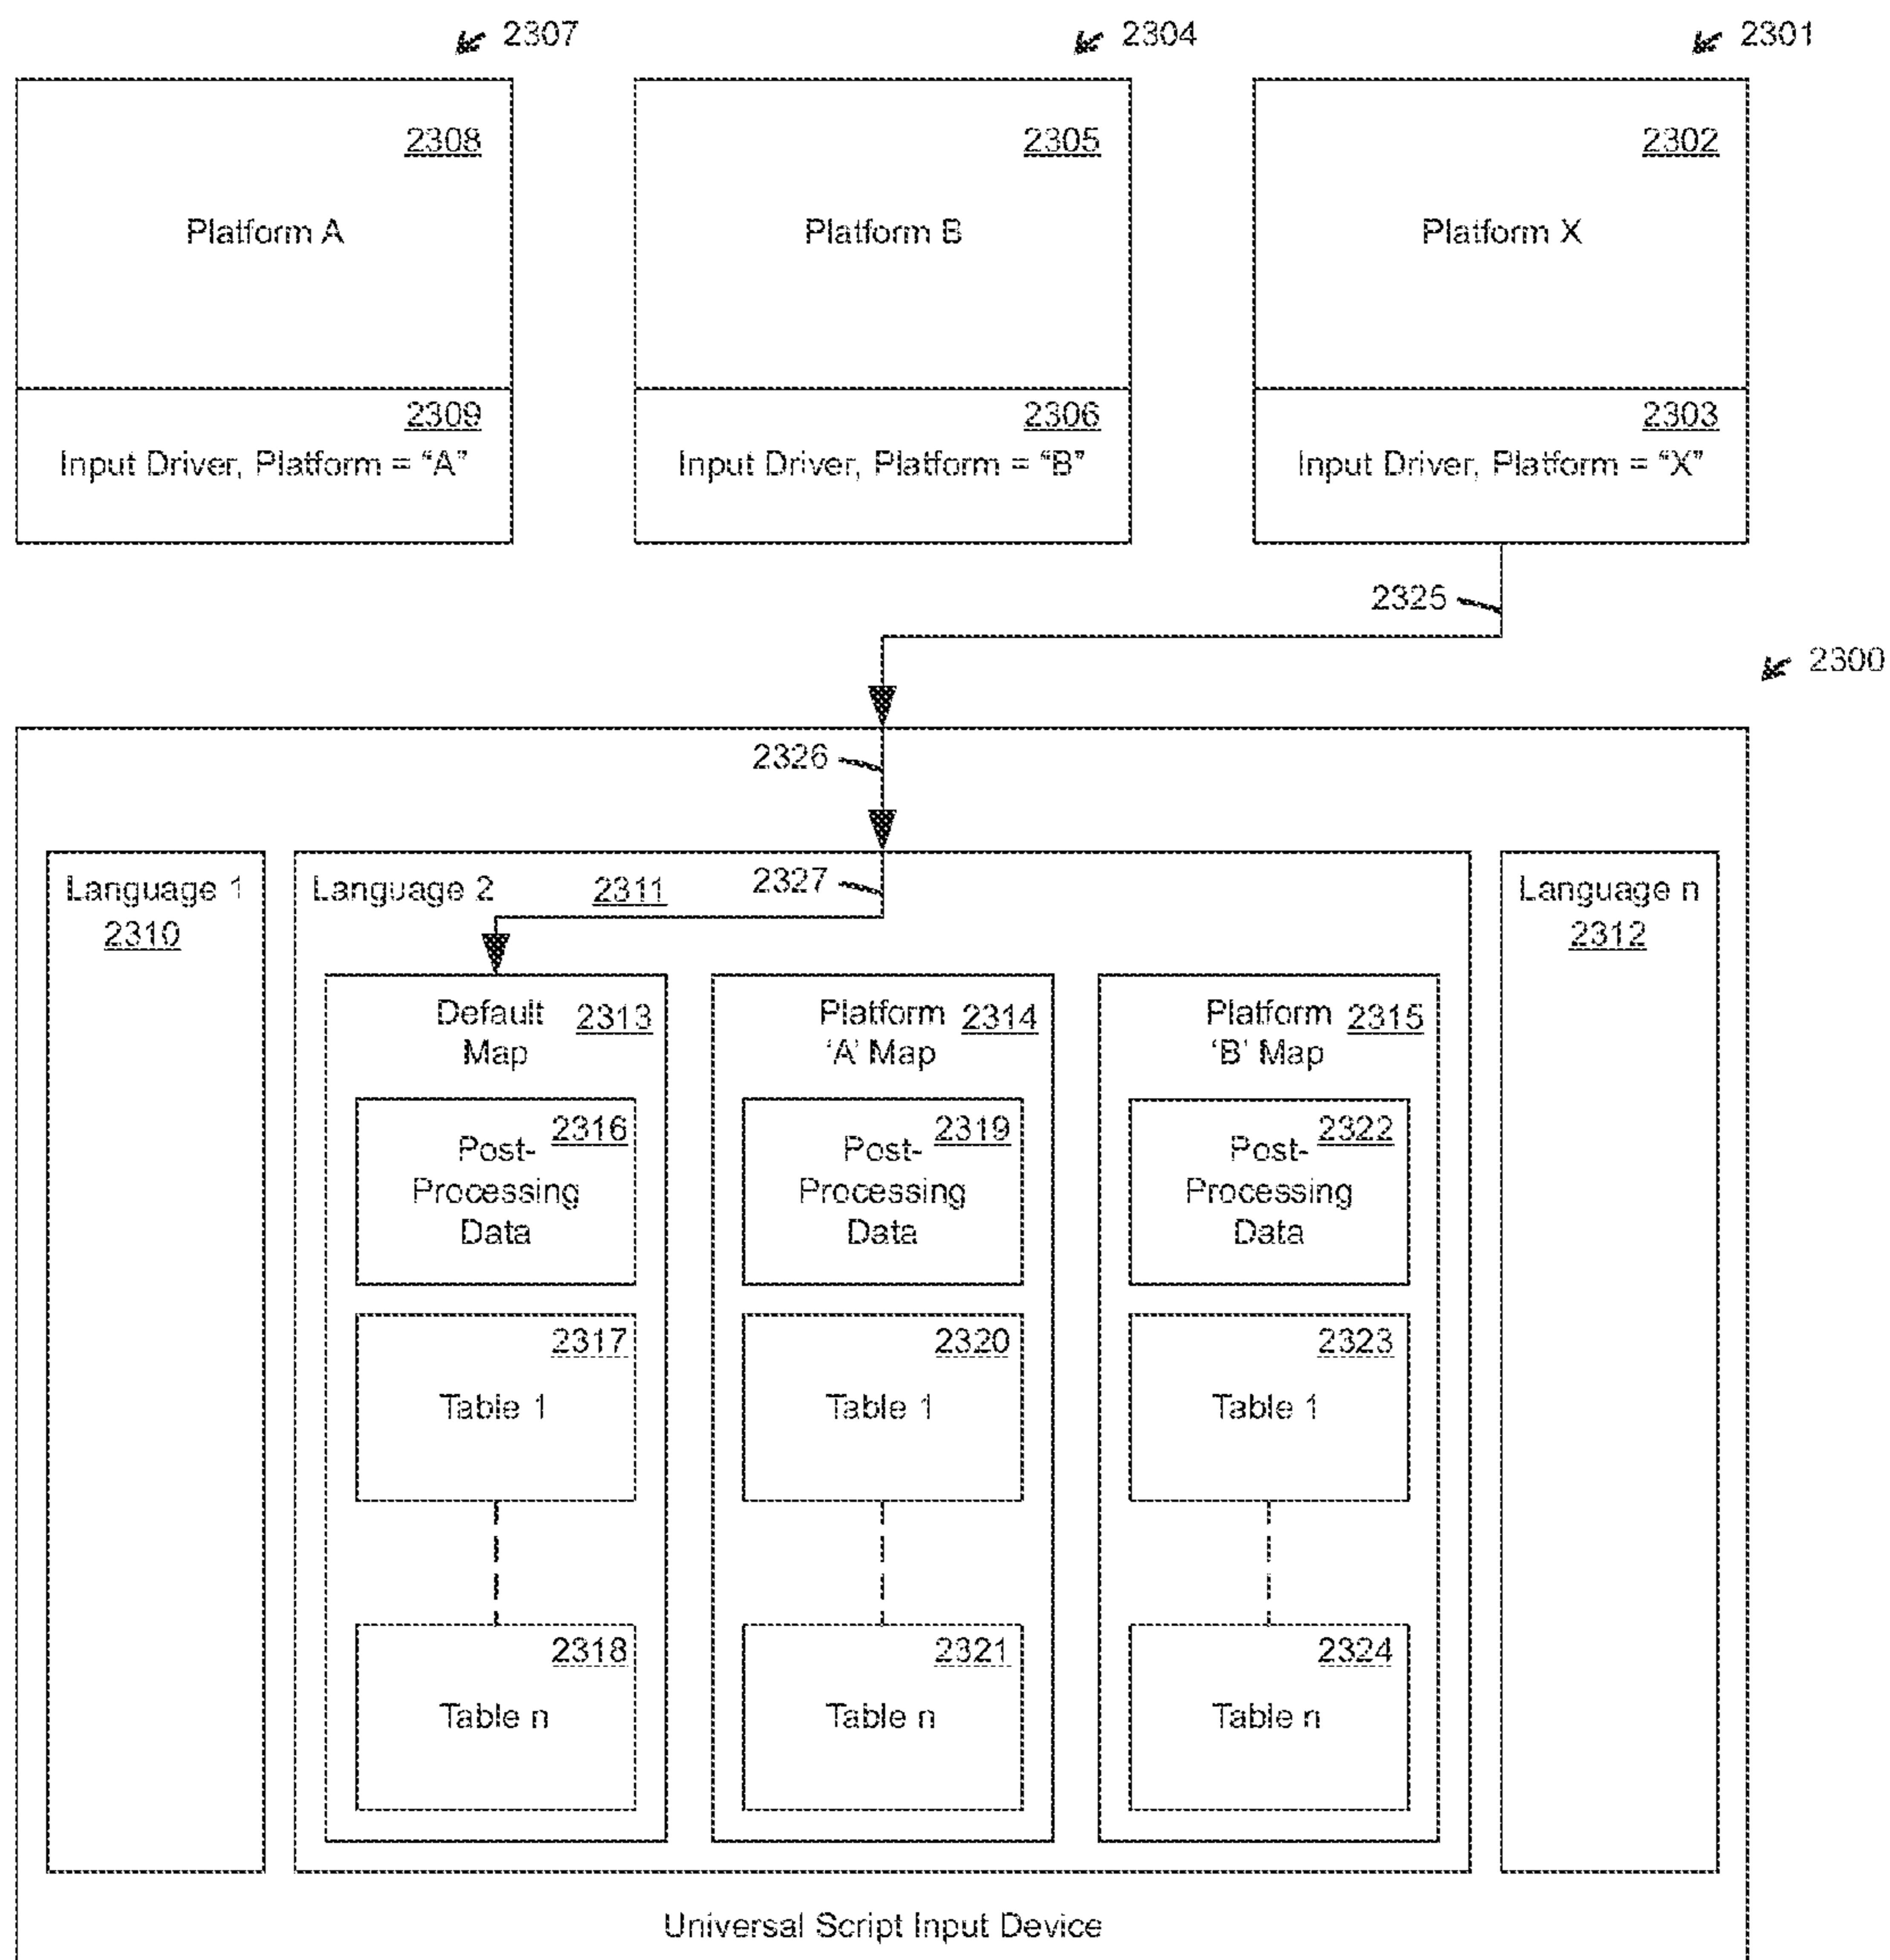 2307
2304
2301
2308
2305
2302
Platform A
Platform B
Platform X
2309
2306
2303
Input Driver, Platform = “A”
Input Driver, Platform = “B”
Input Driver, Platform = “X”
2325
2300
2326
Language 1
2310
Language 2 2311
2327
Language n
2312
Default
Map
2313
Platform
‘A’ Map
2314
Platform
‘B’ Map
2315
2316
Post-
Processing
Data
2319
Post-
Processing
Data
2322
Post-
Processing
Data
2317
Table 1
2320
Table 1
2323
Table 1
2318
Table n
2321
Table n
2324
Table n
Universal Script Input Device